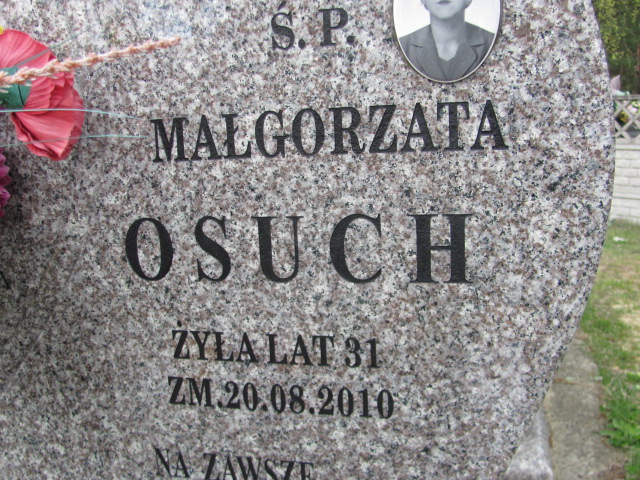 Ś. P.
MAŁGORZATA
OSUCH
ŻYŁA LAT 31
ZM. 20.08.2010
NA ZAWSZE